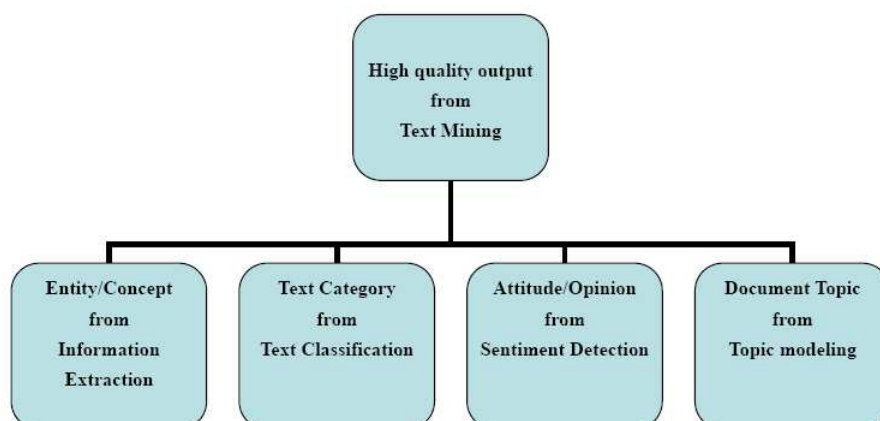 High quality output
from
Text Mining
Entity/Concept
from
Information
Extraction
Text Category
from
Text Classification
Attitude/Opinion
from
Sentiment Detection
Document Topic
from
Topic modeling